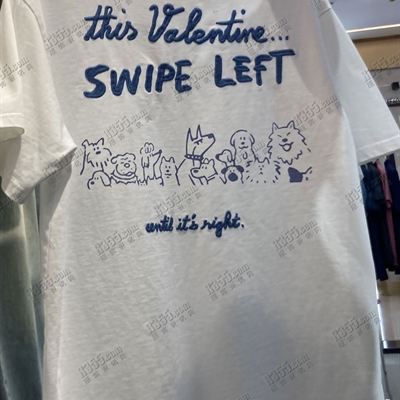 this Valentine...
SWIPE LEFT
until it's right.